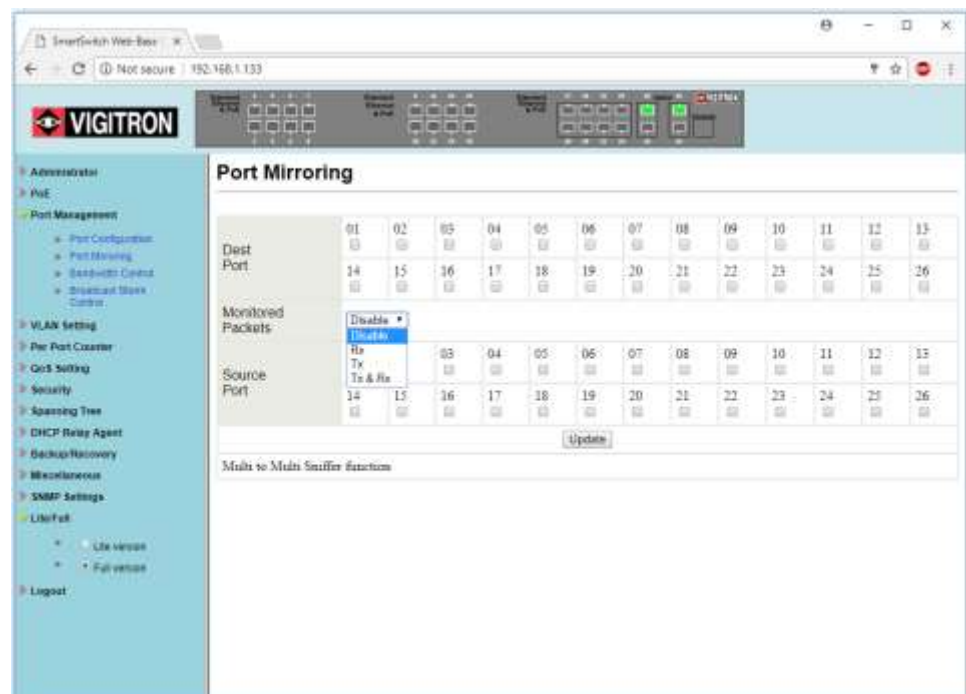 SmartSwitch Web-Base
Not secure
192.168.1.133
VIGITRON
Administrator
PoE
Port Management
Port Configuration
Port Mirroring
Bandwidth Control
Broadcast Storm
Control
VLAN Setting
Per Port Counter
QoS Setting
Security
Spanning Tree
DHCP Relay Agent
Backup/Recovery
Miscellaneous
SNMP Settings
Lite/Full
Lite version
Full version
Logout
Port Mirroring
Dest
Port
01 02 03 04 05 06 07 08 09 10 11 12 13
14 15 16 17 18 19 20 21 22 23 24 25 26
Monitored
Packets
Disable
Disable
Rx
Tx
Tx & Rx
Source
Port
03 04 05 06 07 08 09 10 11 12 13
14 15 16 17 18 19 20 21 22 23 24 25 26
Update
Multi to Multi Sniffer function